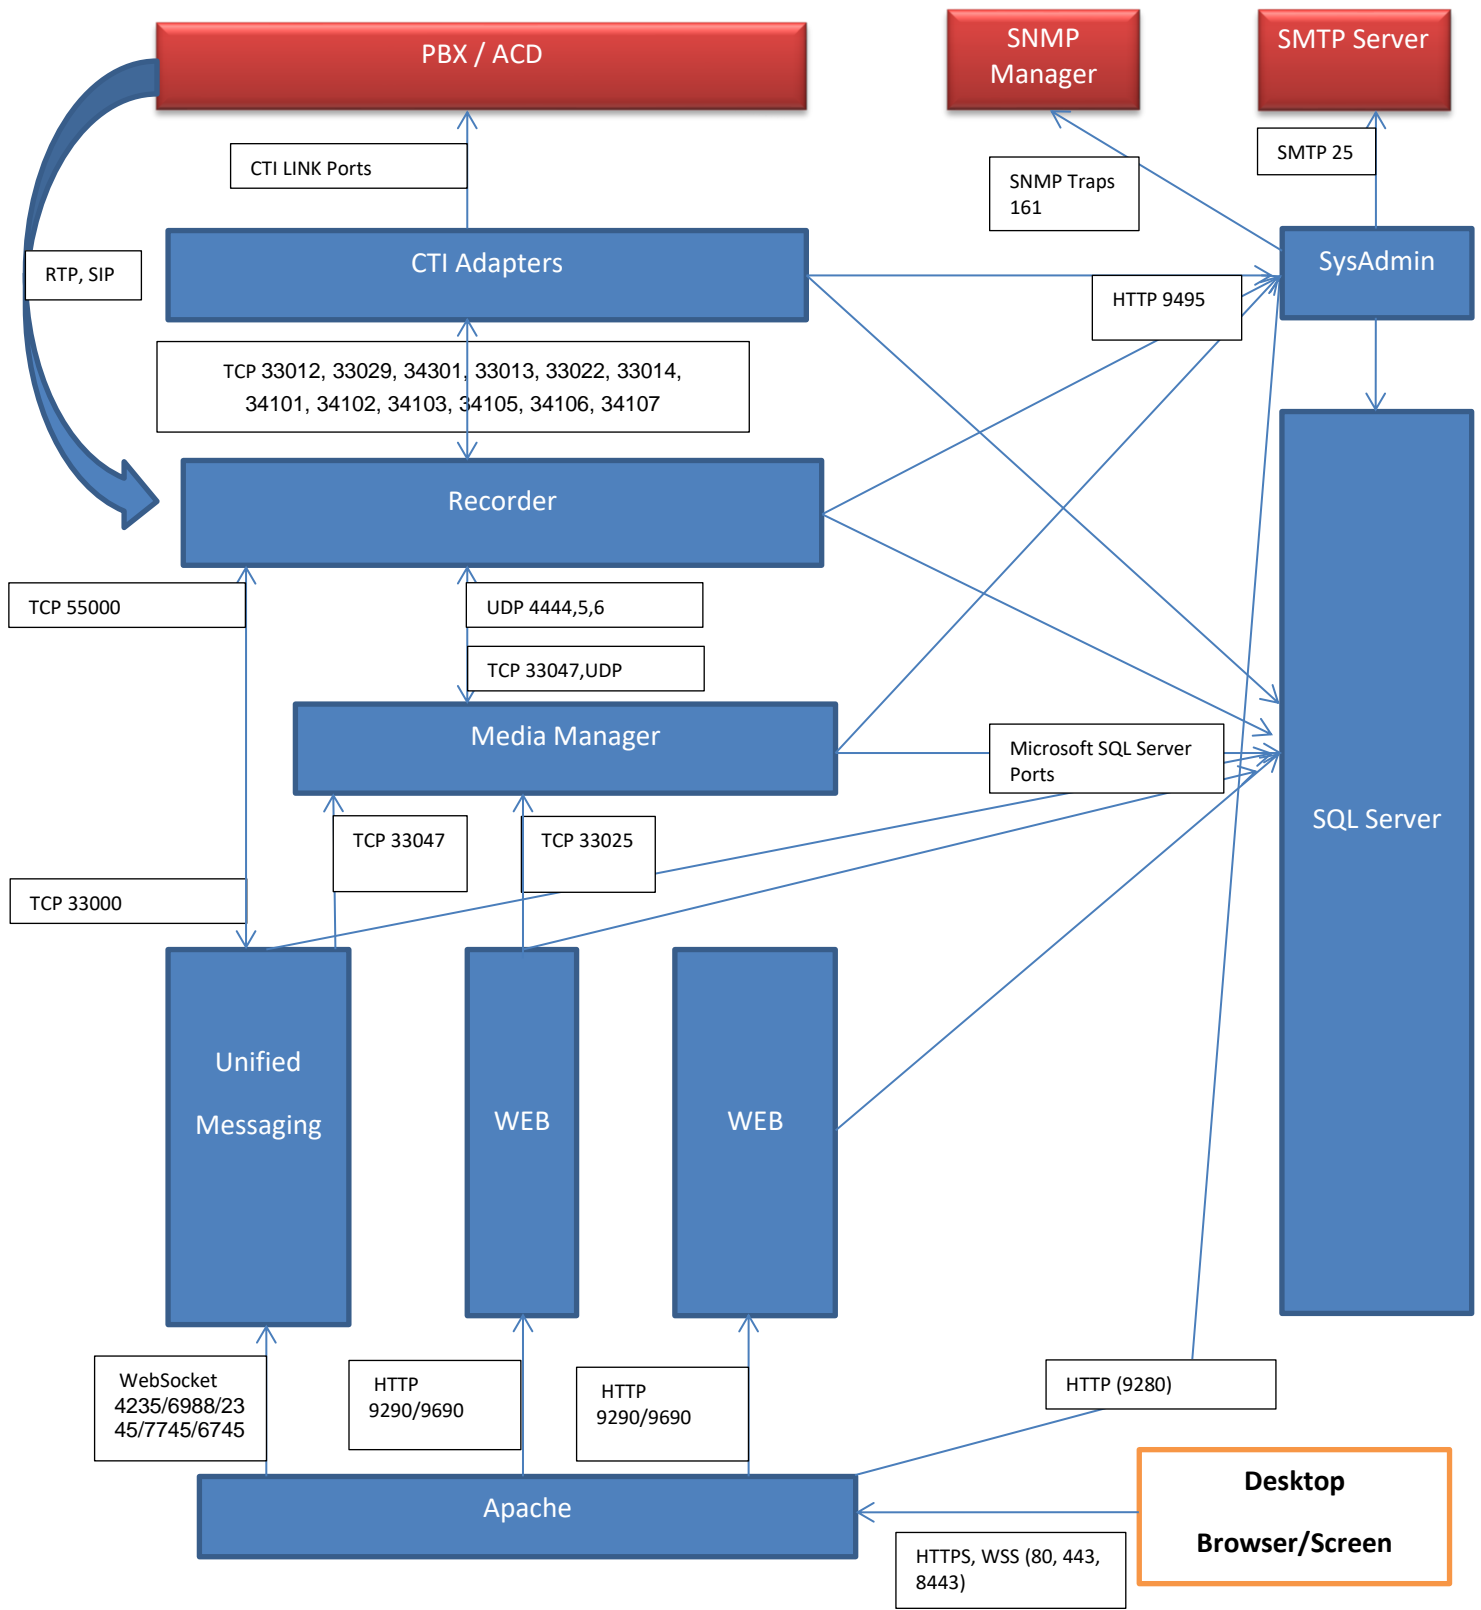 PBX / ACD
SNMP
Manager
SMTP Server
CTI LINK Ports
SNMP Traps
161
SMTP 25
RTP, SIP
CTI Adapters
HTTP 9495
SysAdmin
TCP 33012, 33029, 34301, 33013, 33022, 33014,
34101, 34102, 34103, 34105, 34106, 34107
Recorder
TCP 55000
UDP 4444,5,6
TCP 33047,UDP
Media Manager
Microsoft SQL Server
Ports
SQL Server
TCP 33047
TCP 33025
TCP 33000
Unified
Messaging
WEB
WEB
WebSocket
4235/6988/23
45/7745/6745
HTTP
9290/9690
HTTP
9290/9690
HTTP (9280)
Apache
Desktop
Browser/Screen
HTTPS, WSS (80, 443,
8443)